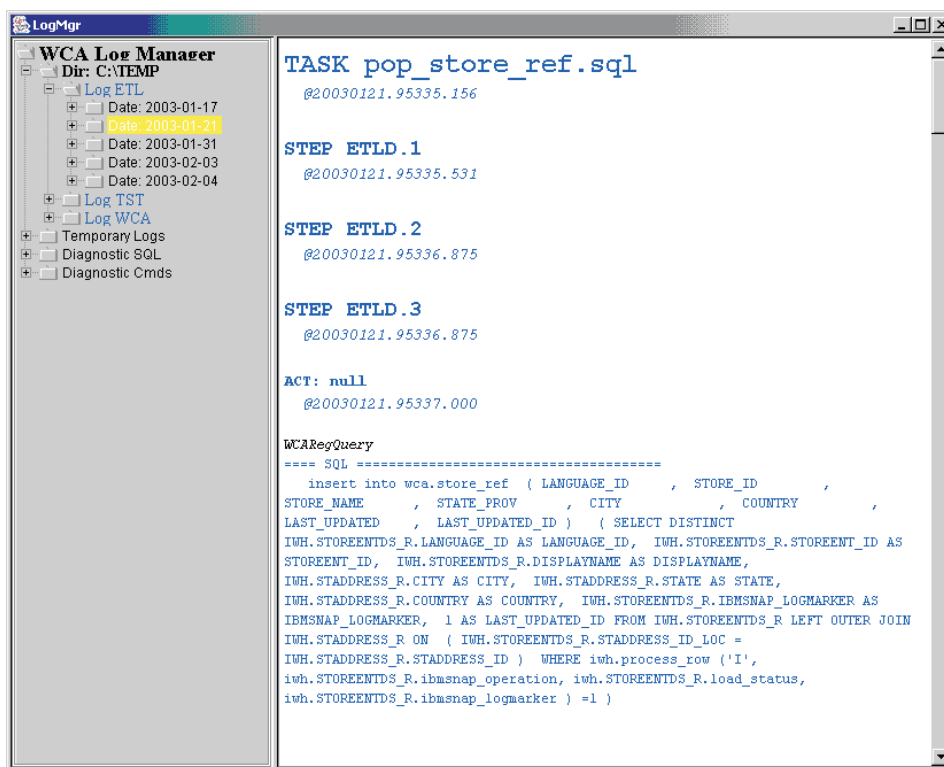 LogMgr
WCA Log Manager
Dir: C:\TEMP
Log ETL
Date: 2003-01-17
Date: 2003-01-21
Date: 2003-01-31
Date: 2003-02-03
Date: 2003-02-04
Log TST
Log WCA
Temporary Logs
Diagnostic SQL
Diagnostic Cmds
TASK pop_store_ref.sql
@20030121.95335.156
STEP ETLD.1
@20030121.95335.531
STEP ETLD.2
@20030121.95336.875
STEP ETLD.3
@20030121.95336.875
ACT: null
@20030121.95337.000
WCARegQuery
==== SQL ======================================
insert into wca.store_ref ( LANGUAGE_ID , STORE_ID ,
STORE_NAME , STATE_PROV , CITY , COUNTRY ,
LAST_UPDATED , LAST_UPDATED_ID ) ( SELECT DISTINCT
IWH.STOREENTDS_R.LANGUAGE_ID AS LANGUAGE_ID, IWH.STOREENTDS_R.STOREENT_ID AS
STOREENT_ID, IWH.STOREENTDS_R.DISPLAYNAME AS DISPLAYNAME,
IWH.STADDRESS_R.CITY AS CITY, IWH.STADDRESS_R.STATE AS STATE,
IWH.STADDRESS_R.COUNTRY AS COUNTRY, IWH.STOREENTDS_R.IBMSNAP_LOGMARKER AS
IBMSNAP_LOGMARKER, 1 AS LAST_UPDATED_ID FROM IWH.STOREENTDS_R LEFT OUTER JOIN
IWH.STADDRESS_R ON ( IWH.STOREENTDS_R.STADDRESS_ID_LOC =
IWH.STADDRESS_R.STADDRESS_ID ) WHERE iwh.process_row ('I',
iwh.STOREENTDS_R.ibmsnap_operation, iwh.STOREENTDS_R.load_status,
iwh.STOREENTDS_R.ibmsnap_logmarker ) =1 )